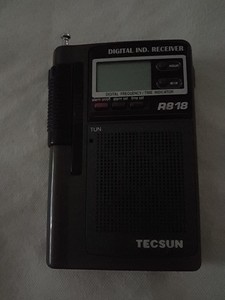 DIGITAL IND. RECEIVER
DIGITAL FREQUENCY/TIME INDICATOR
R818
TUN
TECSUN